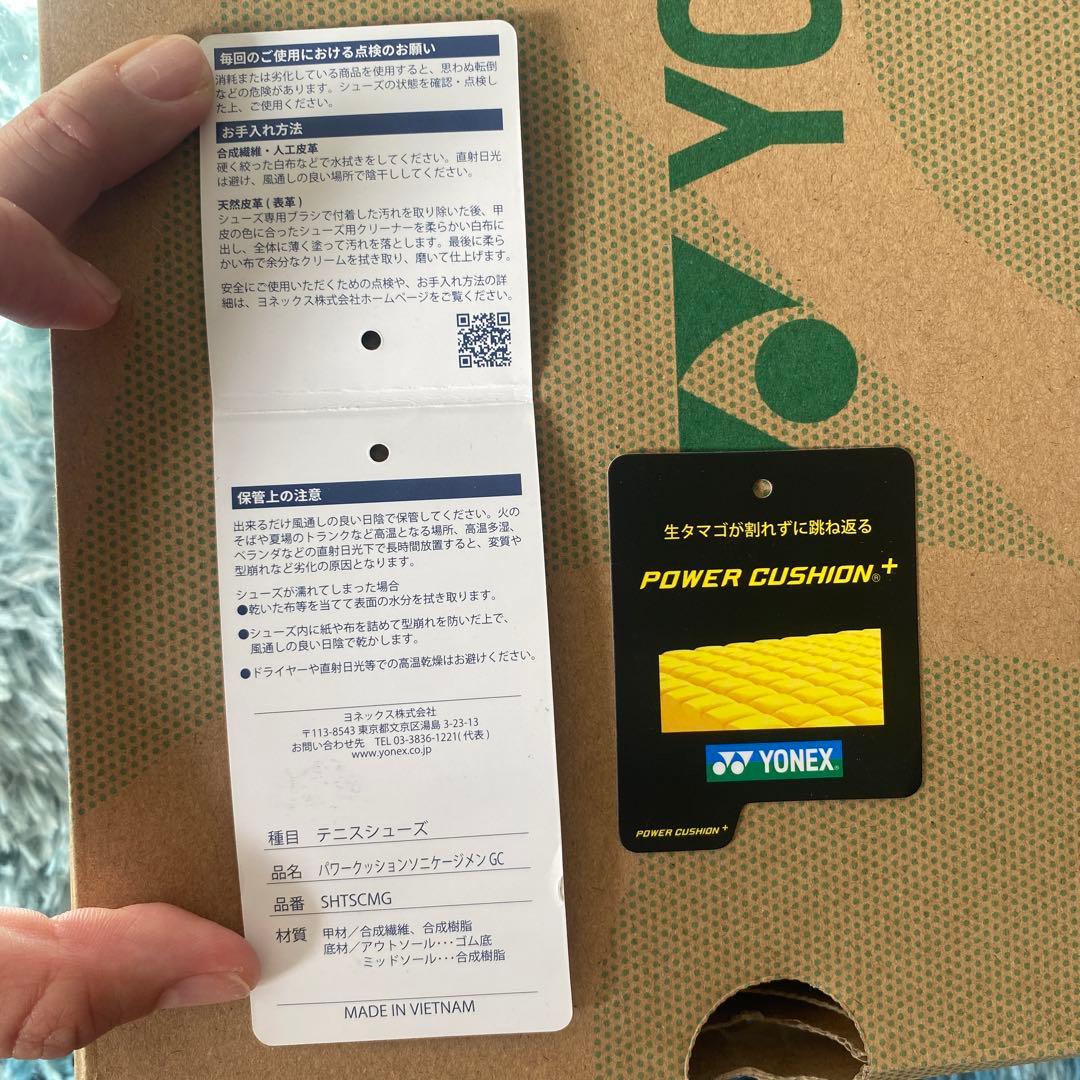 毎回のご使用における点検のお願い
消耗または劣化している商品を使用すると、思わぬ転倒
などの危険があります。シューズの状態を確認・点検し
た上、ご使用ください。
お手入れ方法
合成繊維・人工皮革
硬く絞った白布などで水拭きをしてください。直射日光
は避け、風通しの良い場所で陰干ししてください。
天然皮革(表革)
シューズ専用ブラシで付着した汚れを取り除いた後、甲
皮の色に合ったシューズ用クリーナーを柔らかい白布に
出し、全体に薄く塗って汚れを落とします。最後に柔ら
かい布で余分なクリームを拭き取り、磨いて仕上げます。
安全にご使用いただくための点検や、お手入れ方法の詳
細は、ヨネックス株式会社ホームページをご覧ください。
保管上の注意
出来るだけ風通しの良い日陰で保管してください。火の
そばや夏場のトランクなど高温となる場所、高温多湿、
ベランダなどの直射日光下で長時間放置すると、変質や
型崩れなど劣化の原因となります。
シューズが濡れてしまった場合
●乾いた布等を当てて表面の水分を拭き取ります。
●シューズ内に紙や布を詰めて型崩れを防いだ上で、
風通しの良い日陰で乾かします。
●ドライヤーや直射日光等での高温乾燥はお避けください。
ヨネックス株式会社
〒113-8543 東京都文京区湯島 3-23-13
お問い合わせ先 TEL 03-3836-1221(代表)
www.yonex.co.jp
種目 テニスシューズ
品名 パワークッションソニケージメンGC
品番 SHTSCMG
材質 甲材／合成繊維、合成樹脂
底材／アウトソール･･･ゴム底
ミッドソール･･･合成樹脂
MADE IN VIETNAM
YO
生タマゴが割れずに跳ね返る
POWER CUSHION®+
YONEX®
POWER CUSHION+